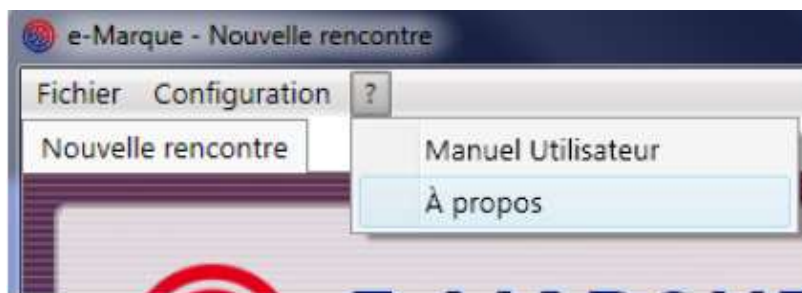 e-Marque - Nouvelle rencontre
Fichier Configuration ?
Nouvelle rencontre
Manuel Utilisateur
À propos